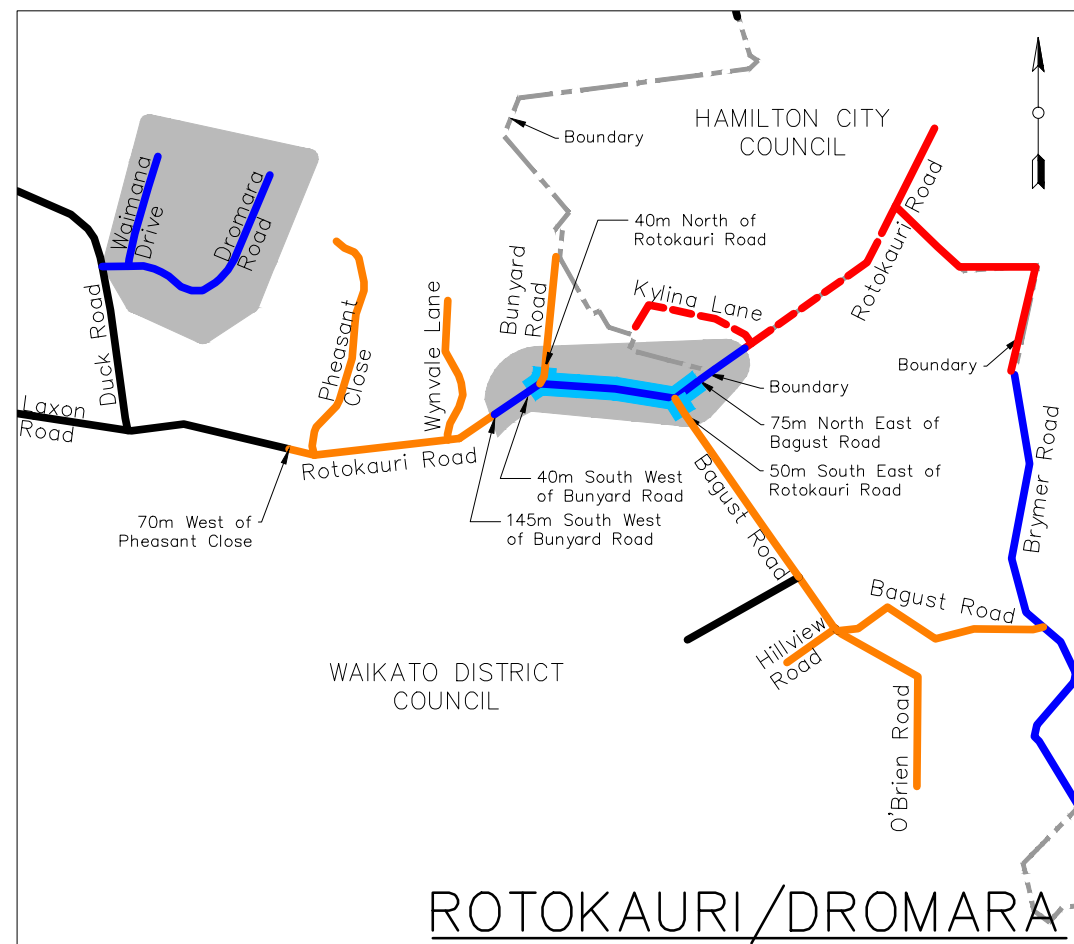 HAMILTON CITY
COUNCIL
Boundary
Waimana
Drive
Dromara
Road
40m North of
Rotokauri Road
Rotokauri Road
Bunyard
Road
Kylina Lane
Pheasant
Close
Wynvale Lane
Duck Road
Boundary
Boundary
Laxon
Road
75m North East of
Bagust Road
Rotokauri Road
40m South West
of Bunyard Road
50m South East of
Rotokauri Road
Brymer Road
70m West of
Pheasant Close
145m South West
of Bunyard Road
Bagust Road
Bagust Road
Hillview
Road
WAIKATO DISTRICT
COUNCIL
O'Brien Road
ROTOKAURI/DROMARA